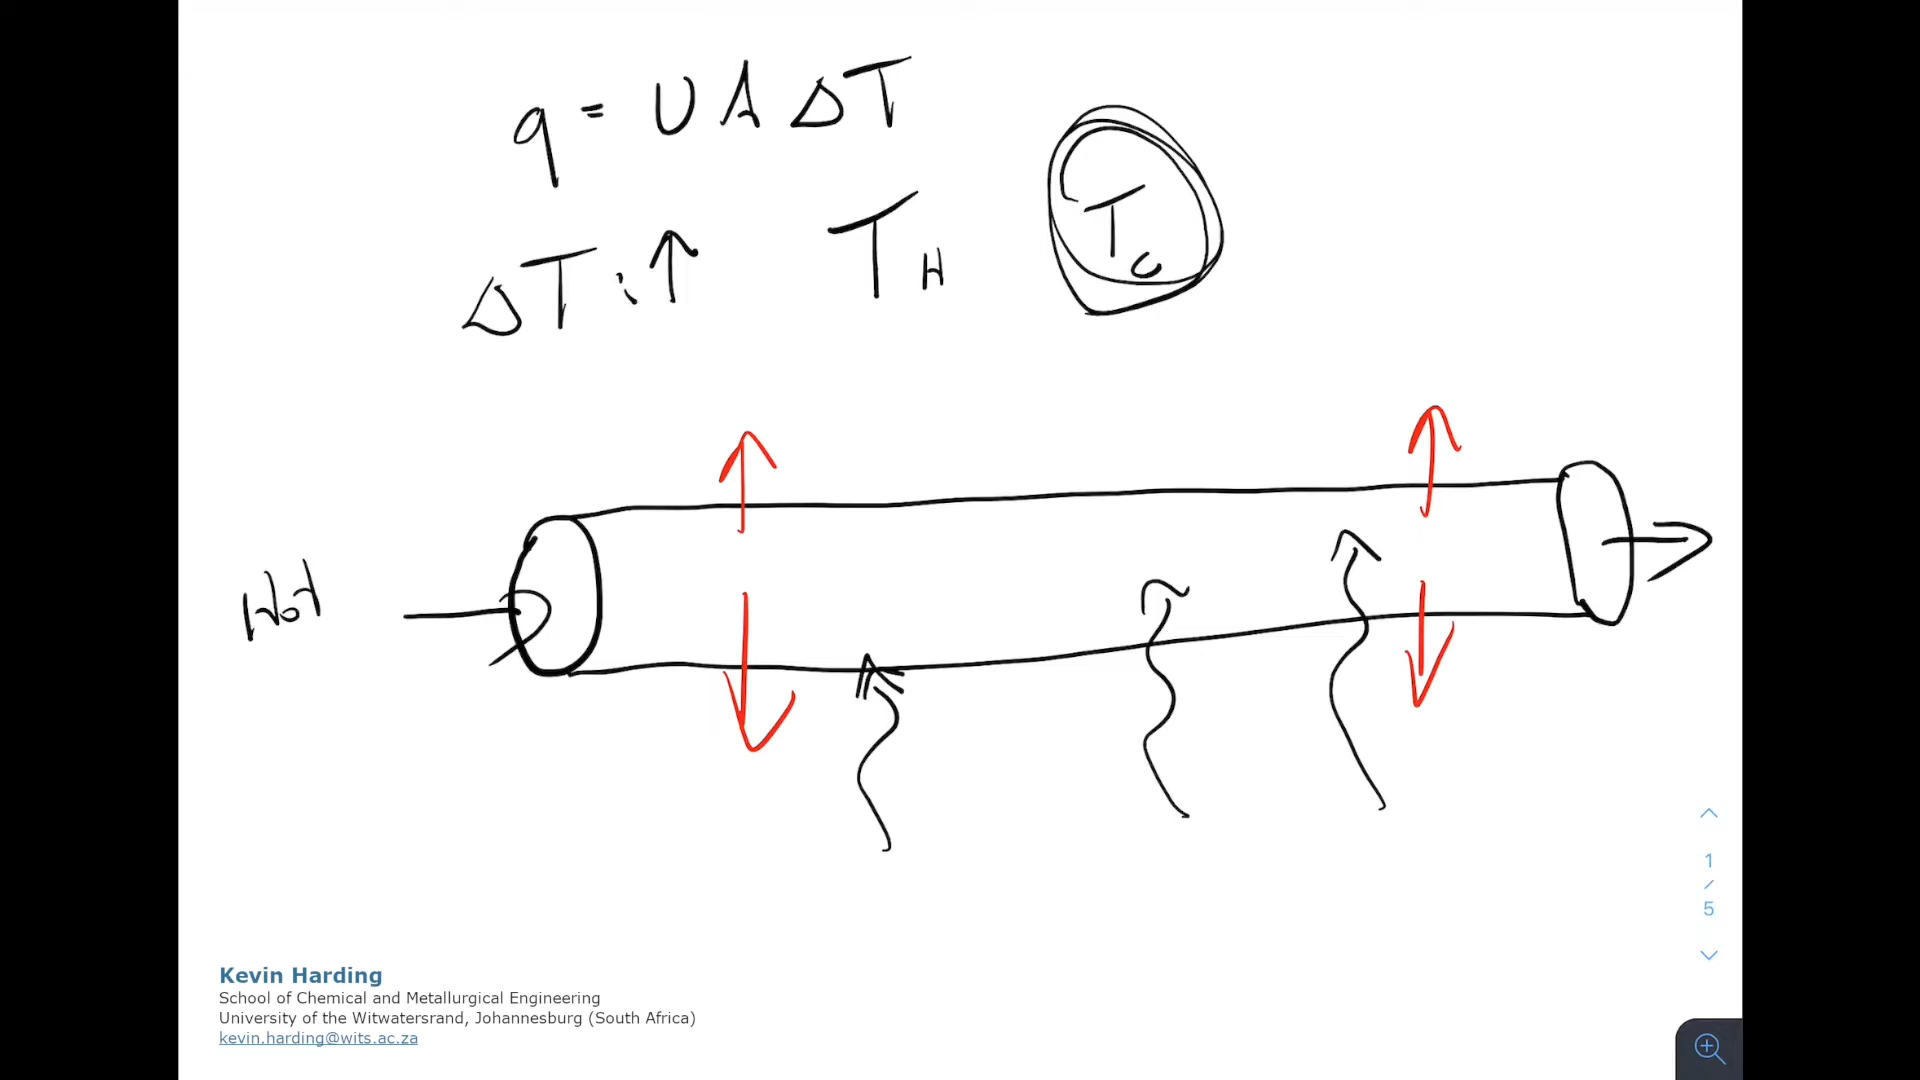 q = U A ΔT
ΔT : ↑ T_H T_C
Hot
1
/
5
Kevin Harding
School of Chemical and Metallurgical Engineering
University of the Witwatersrand, Johannesburg (South Africa)
kevin.harding@wits.ac.za